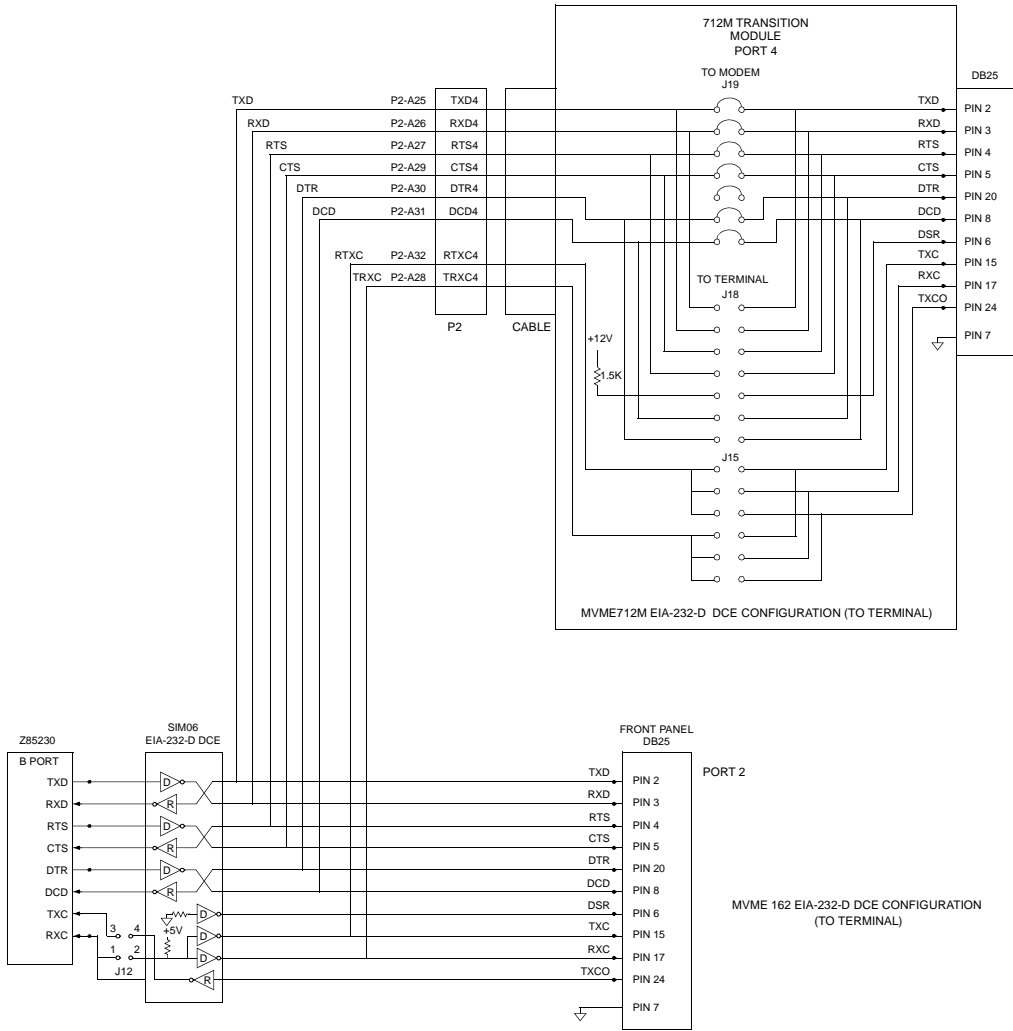 712M TRANSITION
MODULE
PORT 4
TO MODEM
J19
DB25
TXD P2-A25 TXD4 TXD PIN 2
RXD P2-A26 RXD4 RXD PIN 3
RTS P2-A27 RTS4 RTS PIN 4
CTS P2-A29 CTS4 CTS PIN 5
DTR P2-A30 DTR4 DTR PIN 20
DCD P2-A31 DCD4 DCD PIN 8
DSR PIN 6
RTXC P2-A32 RTXC4 TXC PIN 15
TRXC P2-A28 TRXC4 RXC PIN 17
TXCO PIN 24
TO TERMINAL
J18
P2 CABLE
+12V
PIN 7
1.5K
J15
MVME712M EIA-232-D DCE CONFIGURATION (TO TERMINAL)
SIM06
EIA-232-D DCE
FRONT PANEL
DB25
Z85230
B PORT
PORT 2
TXD D TXD PIN 2
RXD R RXD PIN 3
RTS D RTS PIN 4
CTS R CTS PIN 5
DTR D DTR PIN 20
DCD R DCD PIN 8
TXC D DSR PIN 6
RXC 3 4 +5V D TXC PIN 15
1 2 D RXC PIN 17
J12 R TXCO PIN 24
PIN 7
MVME 162 EIA-232-D DCE CONFIGURATION
(TO TERMINAL)